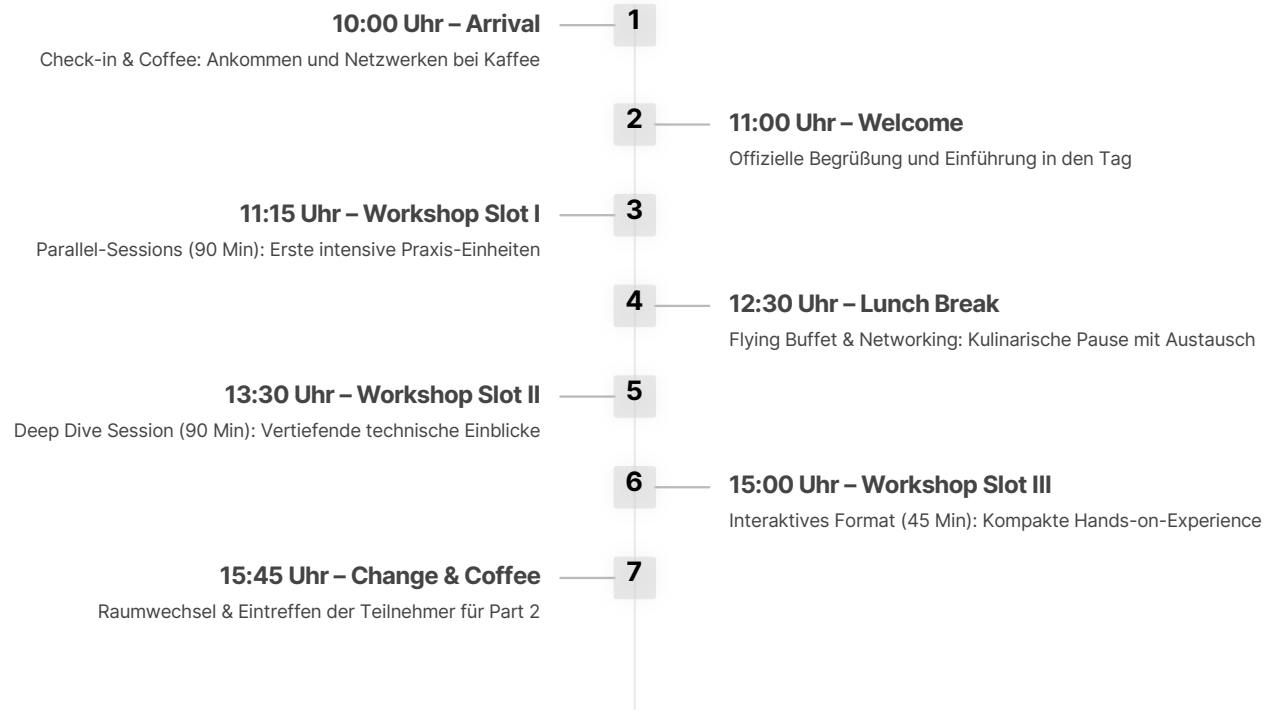 10:00 Uhr – Arrival
1
Check-in & Coffee: Ankommen und Netzwerken bei Kaffee
2
11:00 Uhr – Welcome
Offizielle Begrüßung und Einführung in den Tag
11:15 Uhr – Workshop Slot I
3
Parallel-Sessions (90 Min): Erste intensive Praxis-Einheiten
4
12:30 Uhr – Lunch Break
Flying Buffet & Networking: Kulinarische Pause mit Austausch
13:30 Uhr – Workshop Slot II
5
Deep Dive Session (90 Min): Vertiefende technische Einblicke
6
15:00 Uhr – Workshop Slot III
Interaktives Format (45 Min): Kompakte Hands-on-Experience
15:45 Uhr – Change & Coffee
7
Raumwechsel & Eintreffen der Teilnehmer für Part 2